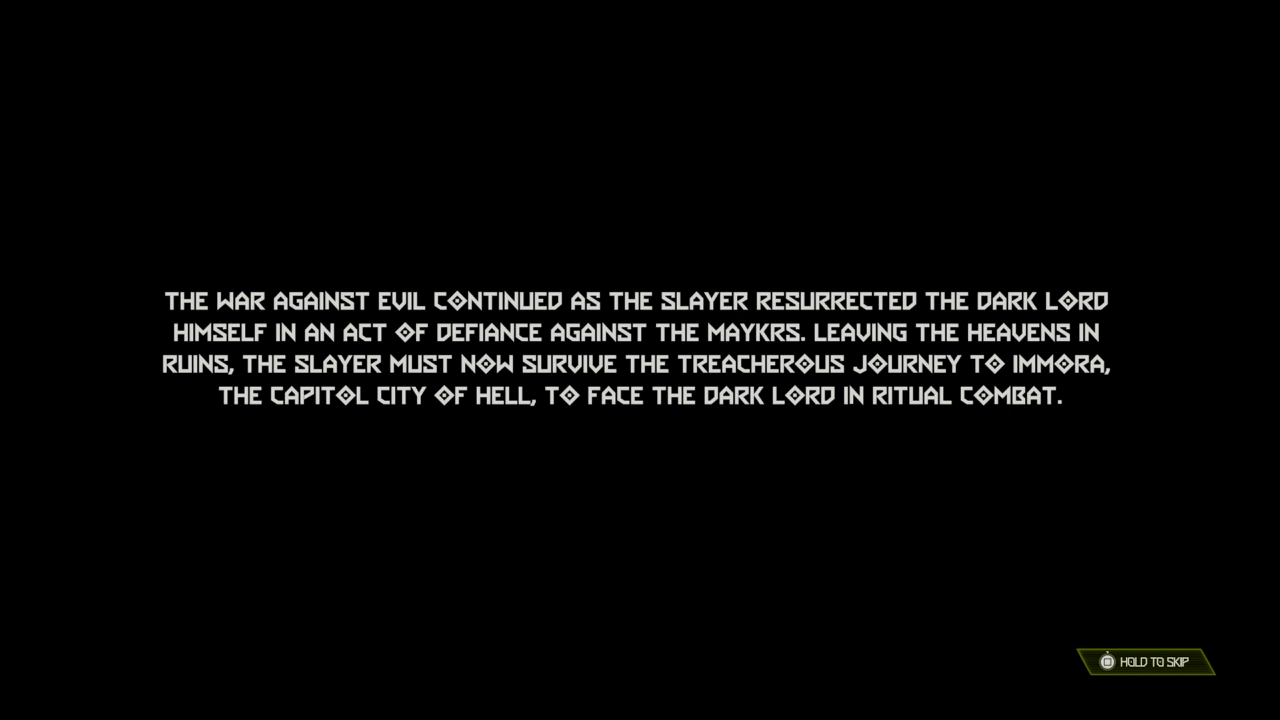 THE WAR AGAINST EVIL CONTINUED AS THE SLAYER RESURRECTED THE DARK LORD
HIMSELF IN AN ACT OF DEFIANCE AGAINST THE MAYKRS. LEAVING THE HEAVENS IN
RUINS, THE SLAYER MUST NOW SURVIVE THE TREACHEROUS JOURNEY TO IMMORA,
THE CAPITOL CITY OF HELL, TO FACE THE DARK LORD IN RITUAL COMBAT.
HOLD TO SKIP